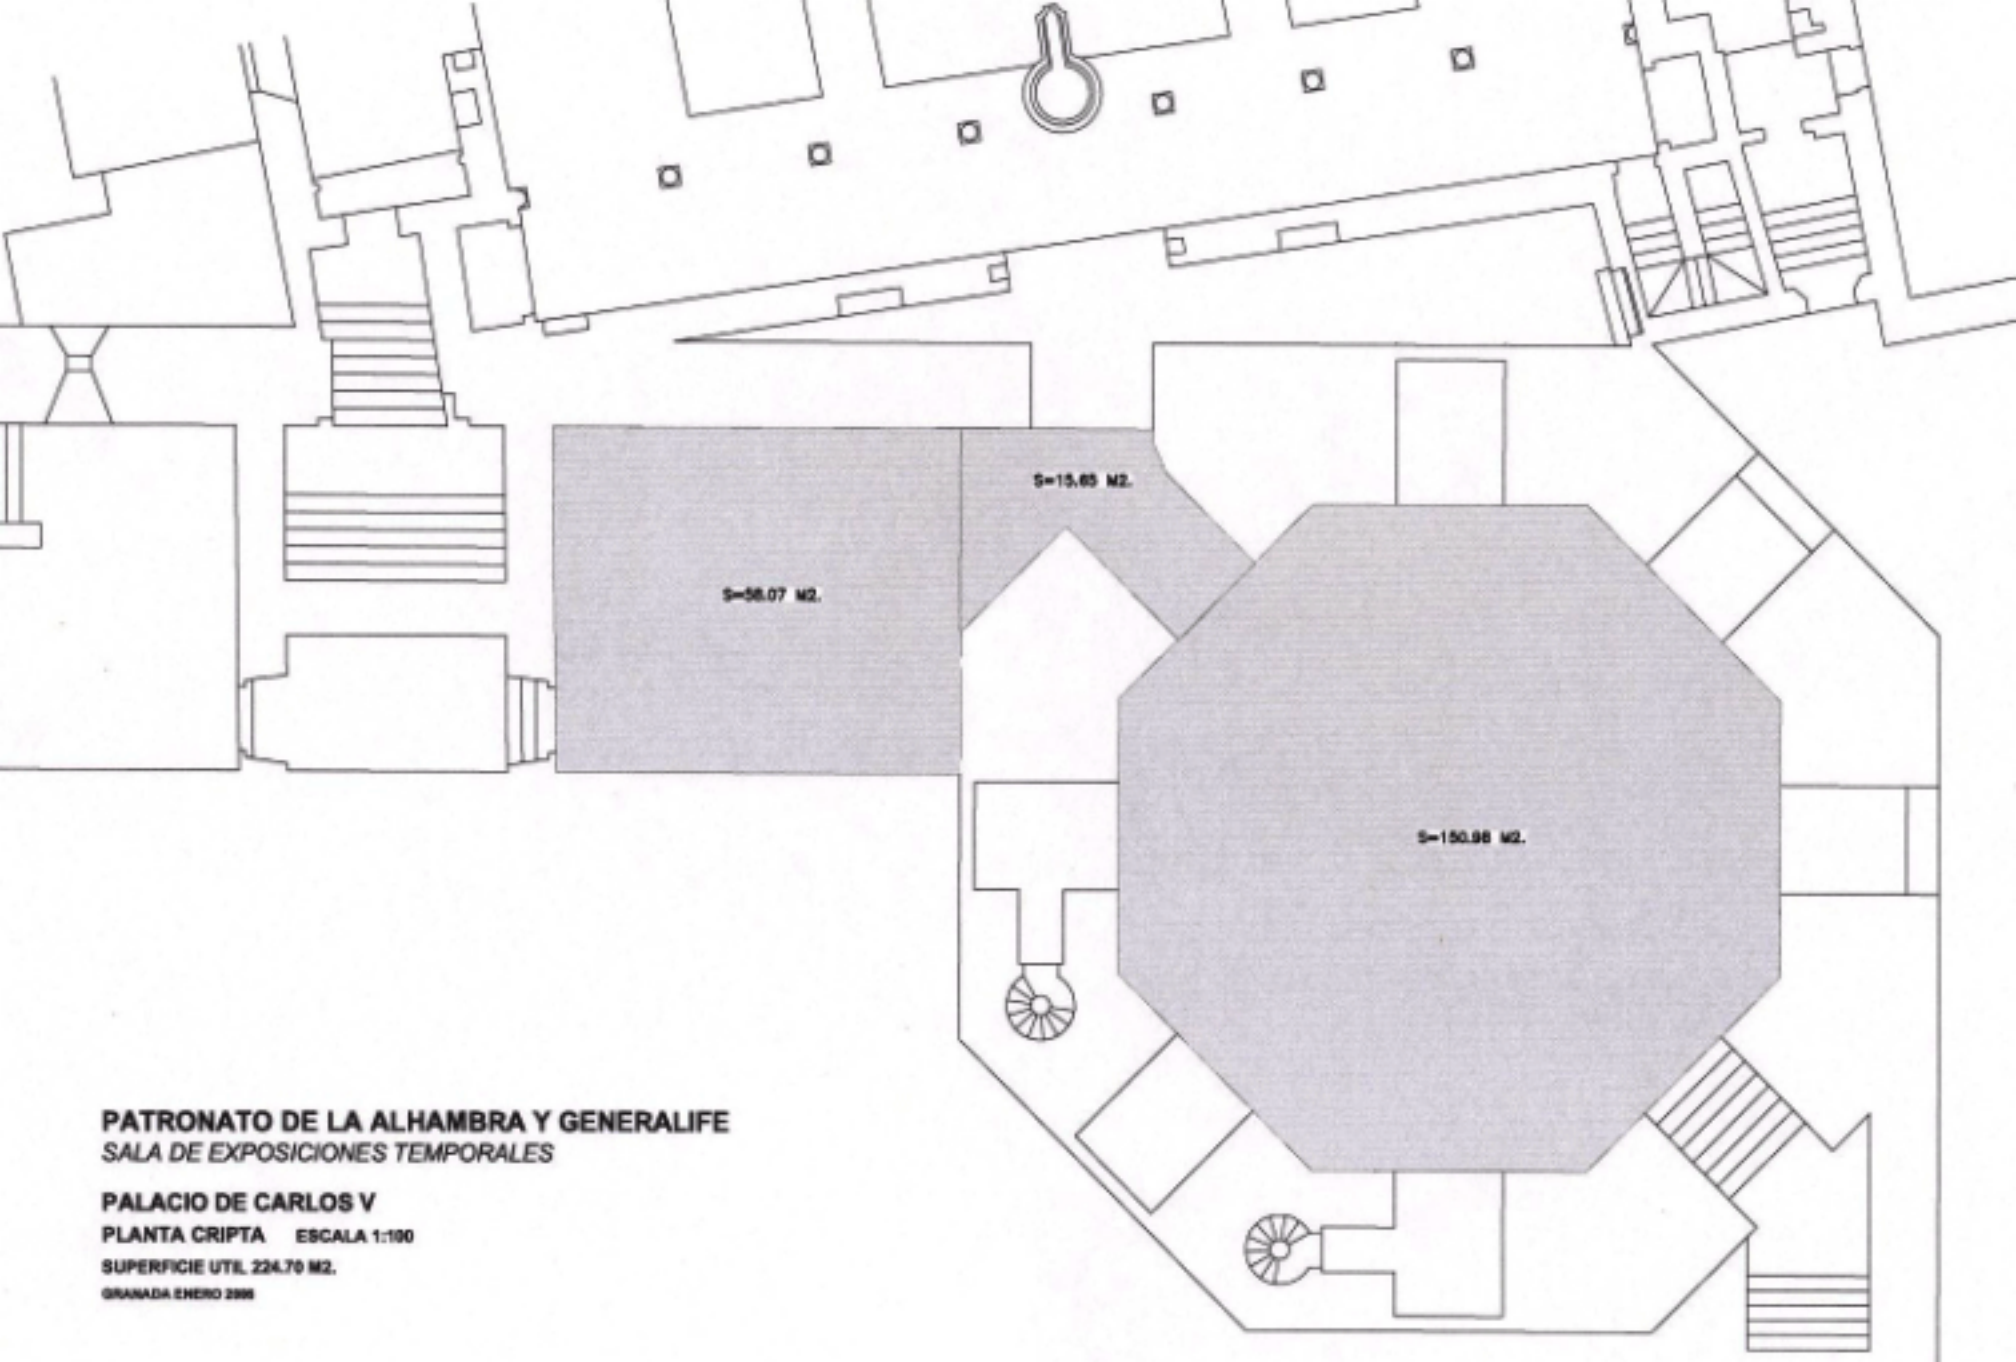 S=15.65 M2.
S=58.07 M2.
S=150.98 M2.
PATRONATO DE LA ALHAMBRA Y GENERALIFE
SALA DE EXPOSICIONES TEMPORALES
PALACIO DE CARLOS V
PLANTA CRIPTA ESCALA 1:100
SUPERFICIE UTIL 224.70 M2.
GRANADA ENERO